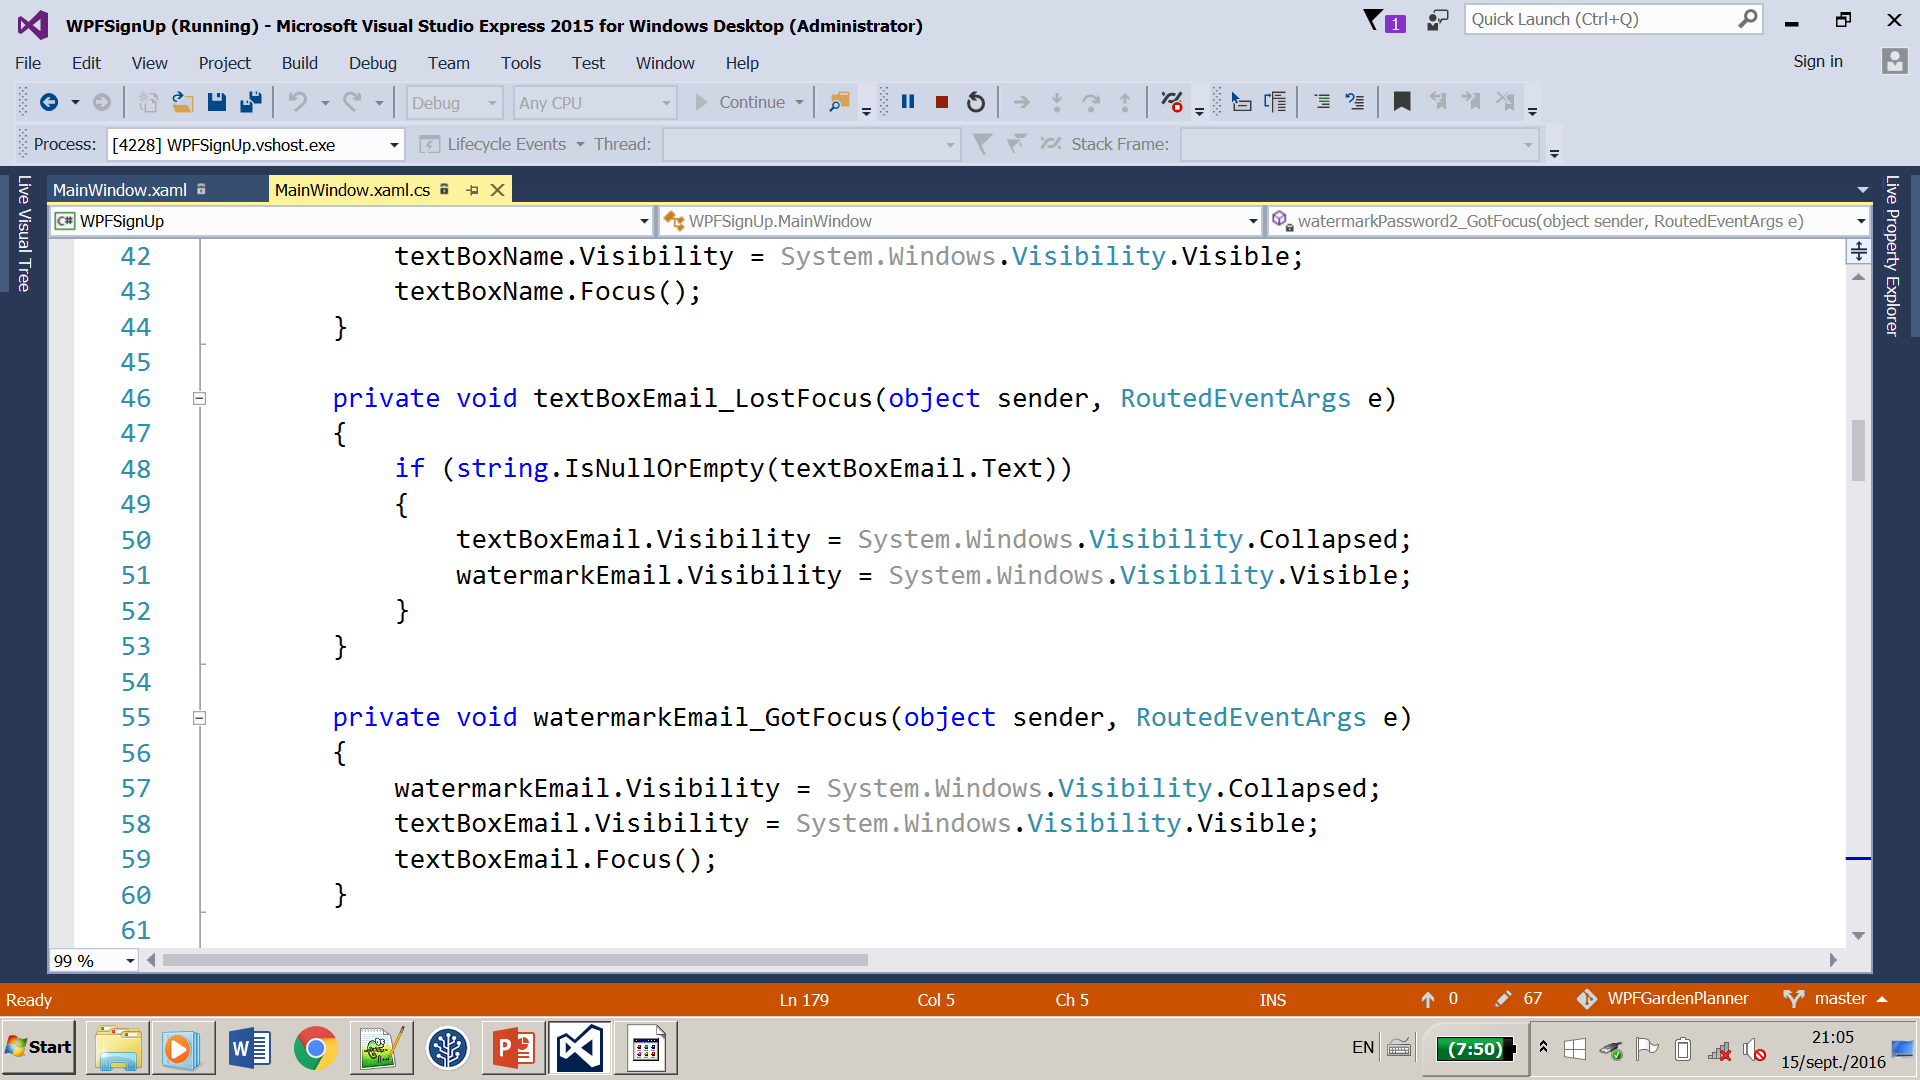 WPFSignUp (Running) - Microsoft Visual Studio Express 2015 for Windows Desktop (Administrator)
1
Quick Launch (Ctrl+Q)
File Edit View Project Build Debug Team Tools Test Window Help
Sign in
Debug Any CPU Continue
Process: [4228] WPFSignUp.vshost.exe Lifecycle Events Thread: Stack Frame:
Live Visual Tree
MainWindow.xaml MainWindow.xaml.cs
Live Property Explorer
C# WPFSignUp WPFSignUp.MainWindow watermarkPassword2_GotFocus(object sender, RoutedEventArgs e)
42 textBoxName.Visibility = System.Windows.Visibility.Visible;
43 textBoxName.Focus();
44 }
45
46 private void textBoxEmail_LostFocus(object sender, RoutedEventArgs e)
47 {
48 if (string.IsNullOrEmpty(textBoxEmail.Text))
49 {
50 textBoxEmail.Visibility = System.Windows.Visibility.Collapsed;
51 watermarkEmail.Visibility = System.Windows.Visibility.Visible;
52 }
53 }
54
55 private void watermarkEmail_GotFocus(object sender, RoutedEventArgs e)
56 {
57 watermarkEmail.Visibility = System.Windows.Visibility.Collapsed;
58 textBoxEmail.Visibility = System.Windows.Visibility.Visible;
59 textBoxEmail.Focus();
60 }
61
99 %
Ready Ln 179 Col 5 Ch 5 INS 0 67 WPFGardenPlanner master
Start EN (7:50) 21:05
15/sept./2016